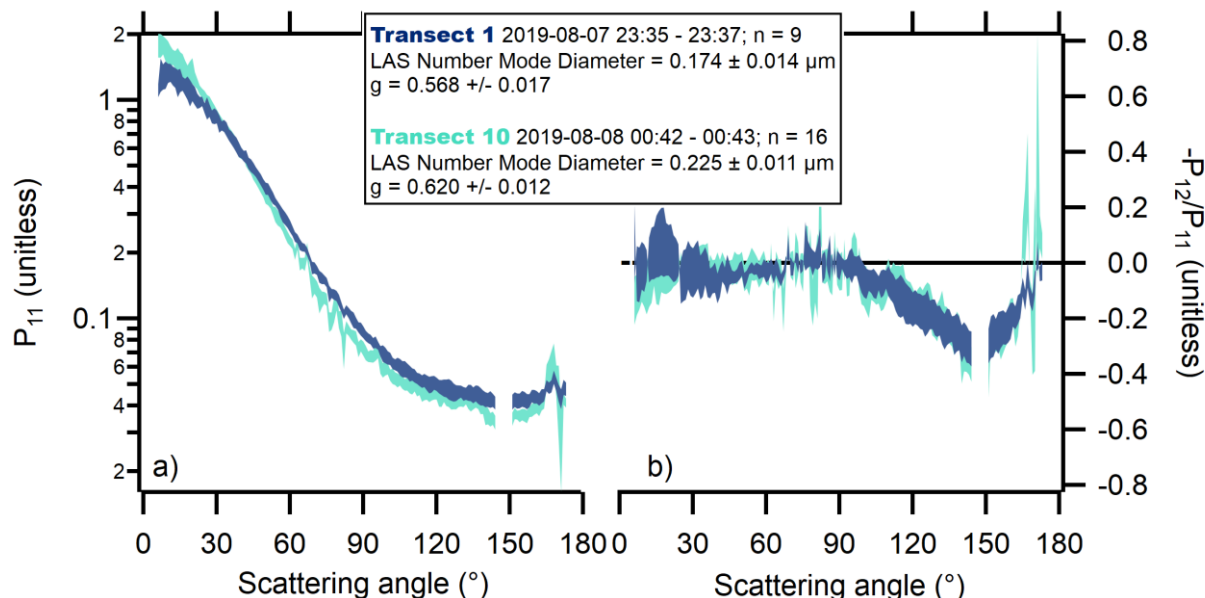 Transect 1 2019-08-07 23:35 - 23:37; n = 9
LAS Number Mode Diameter = 0.174 ± 0.014 µm
g = 0.568 +/- 0.017
Transect 10 2019-08-08 00:42 - 00:43; n = 16
LAS Number Mode Diameter = 0.225 ± 0.011 µm
g = 0.620 +/- 0.012
P11 (unitless)
2
1
8
6
4
2
0.1
8
6
4
2
a)
0 30 60 90 120 150 180
Scattering angle (°)
b)
0 30 60 90 120 150 180
Scattering angle (°)
0.8
0.6
0.4
0.2
0.0
-0.2
-0.4
-0.6
-0.8
-P12/P11 (unitless)